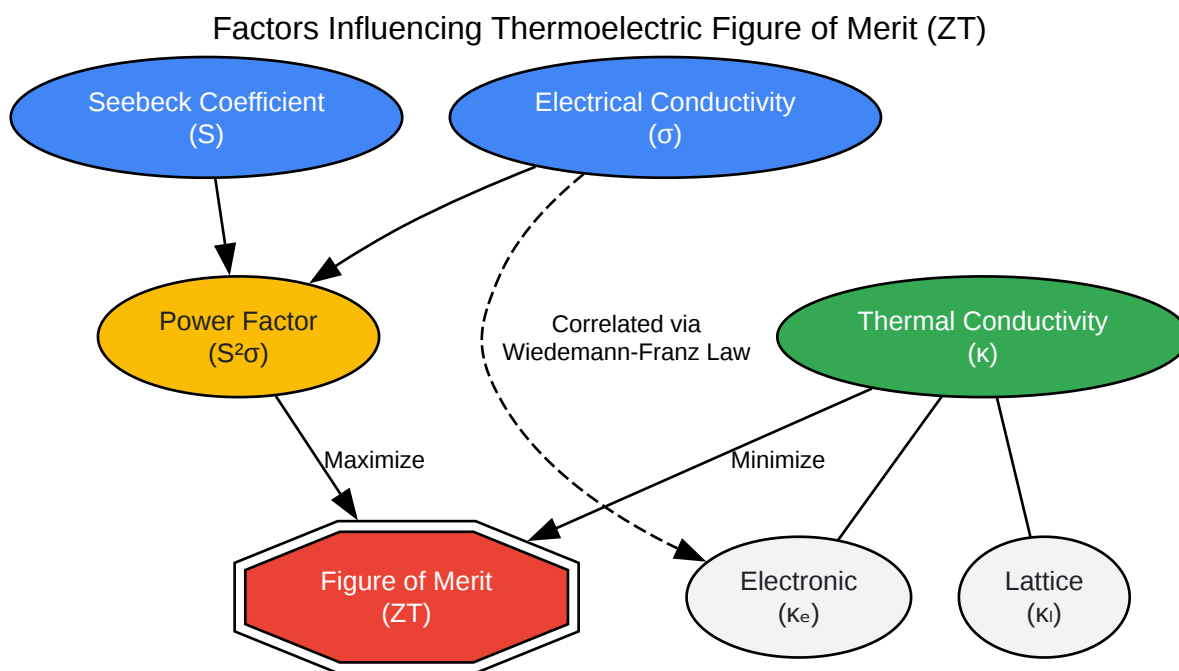 Factors Influencing Thermoelectric Figure of Merit (ZT)
Seebeck Coefficient
(S)
Electrical Conductivity
(σ)
Power Factor
(S²σ)
Correlated via
Wiedemann-Franz Law
Thermal Conductivity
(κ)
Maximize
Minimize
Figure of Merit
(ZT)
Electronic
(κₑ)
Lattice
(κₗ)